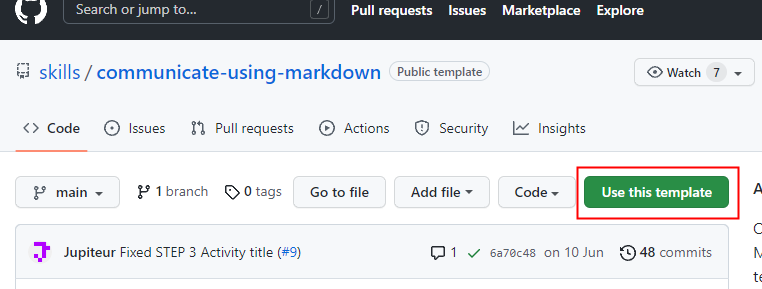 Search or jump to... / Pull requests Issues Marketplace Explore
skills / communicate-using-markdown Public template Watch 7
Code Issues Pull requests Actions Security Insights
main 1 branch 0 tags Go to file Add file Code Use this template
Jupiteur Fixed STEP 3 Activity title (#9) 1 6a70c48 on 10 Jun 48 commits